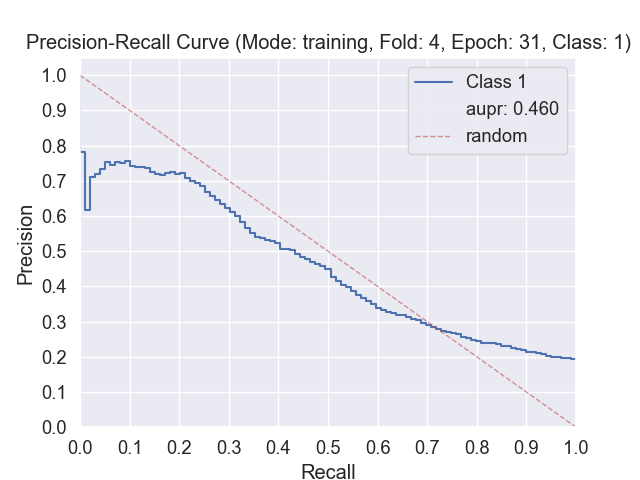 Precision-Recall Curve (Mode: training, Fold: 4, Epoch: 31, Class: 1)
Class 1
aupr: 0.460
random
Precision
1.0
0.9
0.8
0.7
0.6
0.5
0.4
0.3
0.2
0.1
0.0
0.0 0.1 0.2 0.3 0.4 0.5 0.6 0.7 0.8 0.9 1.0
Recall